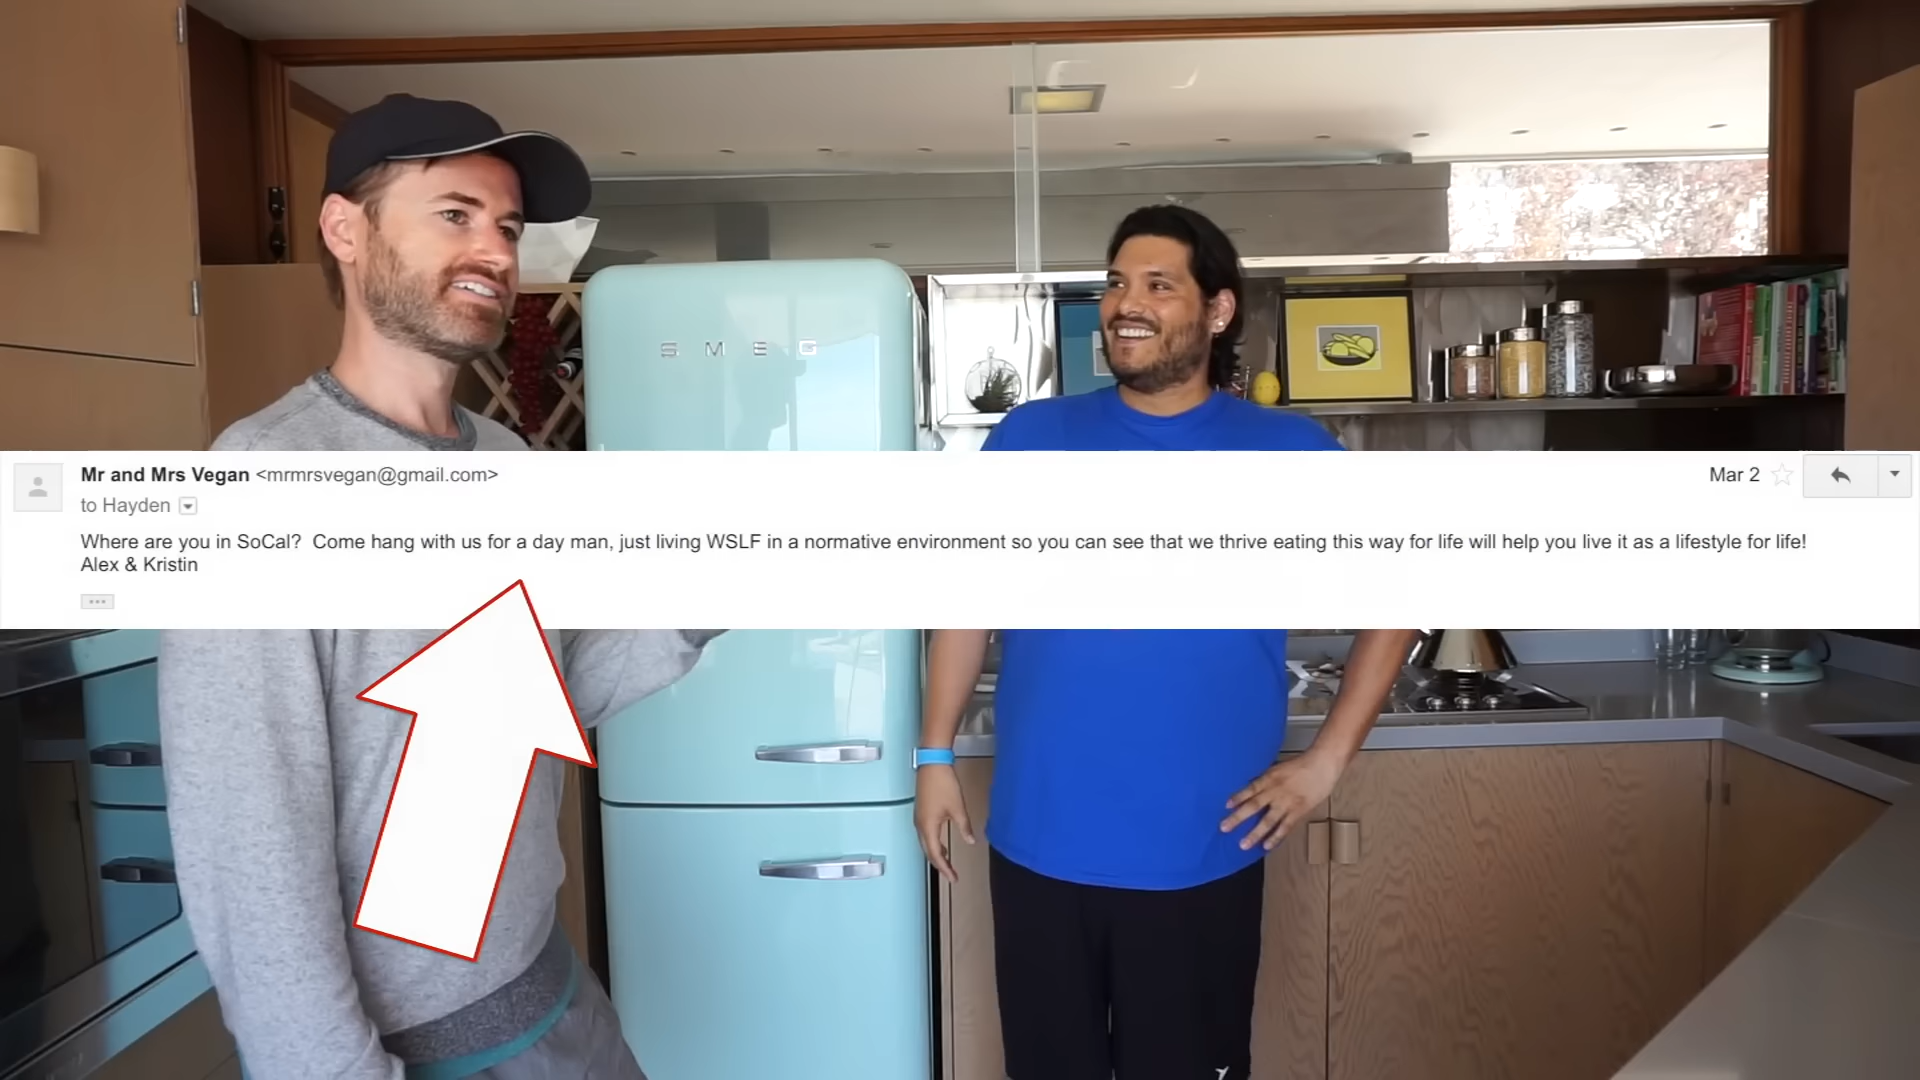 S M E G
Mr and Mrs Vegan <mrmrsvegan@gmail.com>
Mar 2
to Hayden
Where are you in SoCal?  Come hang with us for a day man, just living WSLF in a normative environment so you can see that we thrive eating this way for life will help you live it as a lifestyle for life!
Alex & Kristin